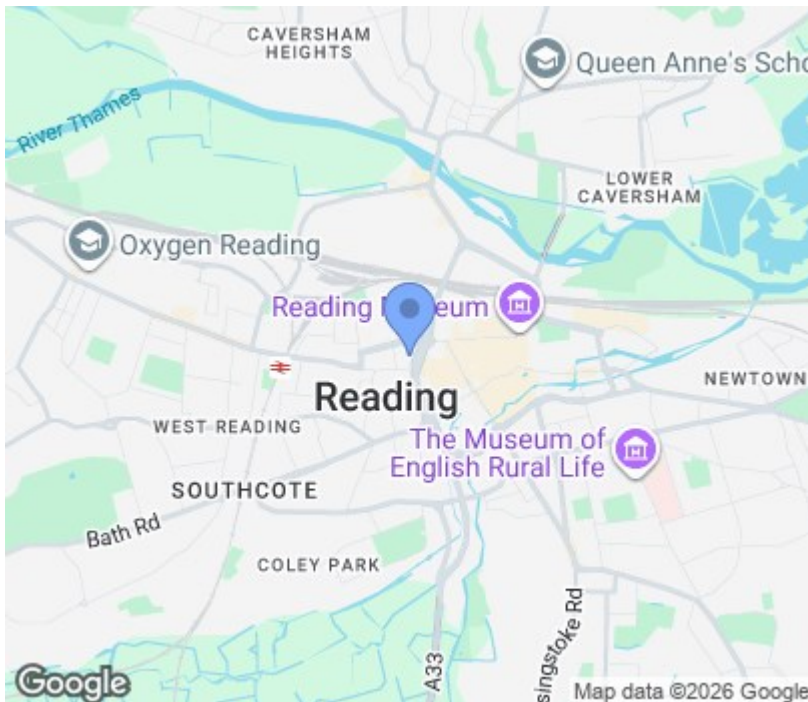 CAVERSHAM
HEIGHTS
Queen Anne's Scho
River Thames
LOWER
CAVERSHAM
Oxygen Reading
Reading M eum
Reading
NEWTOWN
WEST READING
The Museum of
English Rural Life
SOUTHCOTE
Bath Rd
COLEY PARK
A33
singstoke Rd
Google
Map data ©2026 Google